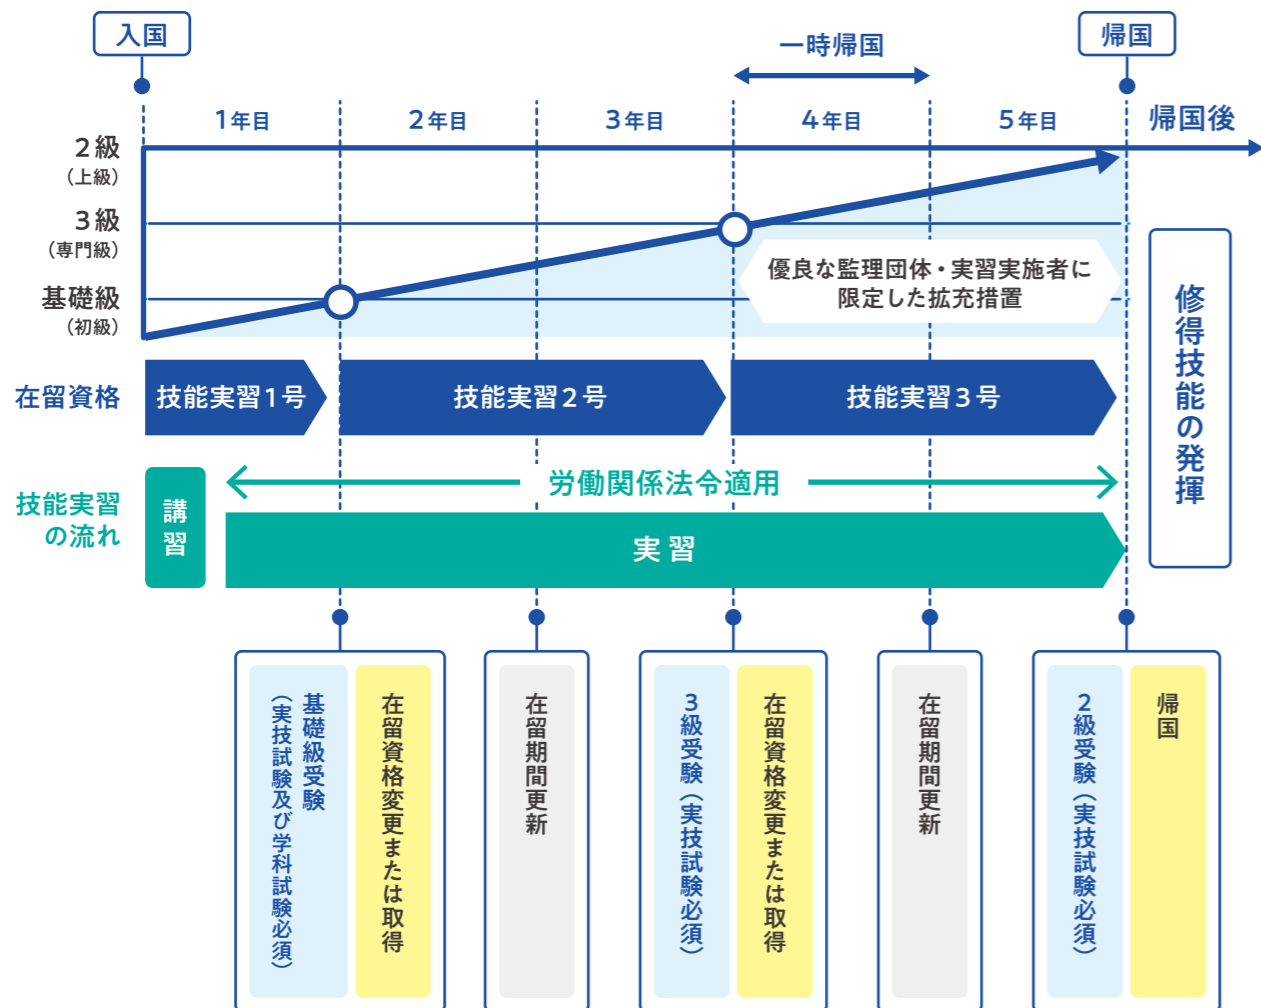 入国
一時帰国
帰国
1年目
2年目
3年目
4年目
5年目
帰国後
2級
(上級)
3級
(専門級)
基礎級
(初級)
優良な監理団体・実習実施者に
限定した拡充措置
修得技能の発揮
在留資格
技能実習1号
技能実習2号
技能実習3号
技能実習
の流れ
講習
労働関係法令適用
実習
基礎級受験
(実技試験及び学科試験必須)
在留資格変更または取得
在留期間更新
3級受験(実技試験必須)
在留資格変更または取得
在留期間更新
2級受験(実技試験必須)
帰国